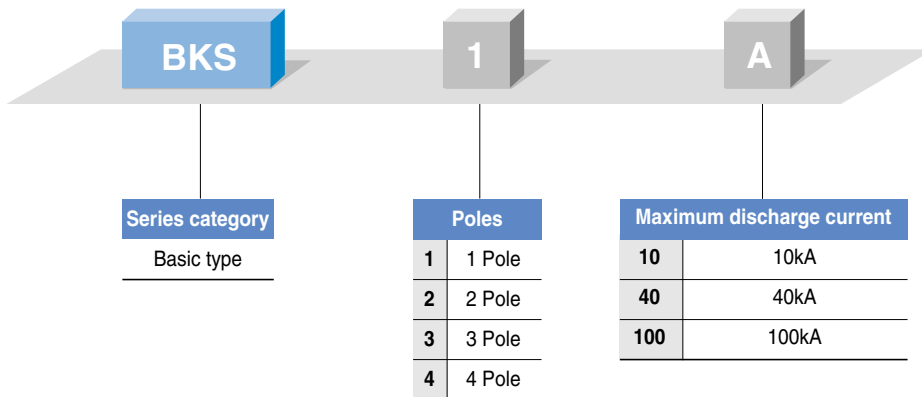 BKS 1 A
Series category
Basic type
Poles
1 1 Pole
2 2 Pole
3 3 Pole
4 4 Pole
Maximum discharge current
10 10kA
40 40kA
100 100kA